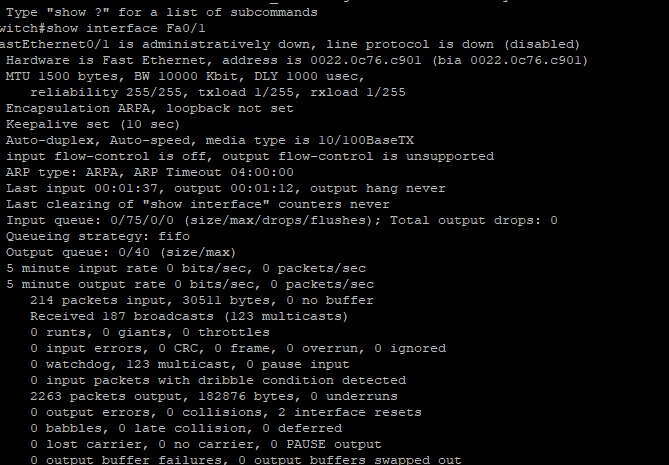 Type "show ?" for a list of subcommands
witch#show interface Fa0/1
astEthernet0/1 is administratively down, line protocol is down (disabled)
Hardware is Fast Ethernet, address is 0022.0c76.c901 (bia 0022.0c76.c901)
MTU 1500 bytes, BW 10000 Kbit, DLY 1000 usec,
reliability 255/255, txload 1/255, rxload 1/255
Encapsulation ARPA, loopback not set
Keepalive set (10 sec)
Auto-duplex, Auto-speed, media type is 10/100BaseTX
input flow-control is off, output flow-control is unsupported
ARP type: ARPA, ARP Timeout 04:00:00
Last input 00:01:37, output 00:01:12, output hang never
Last clearing of "show interface" counters never
Input queue: 0/75/0/0 (size/max/drops/flushes); Total output drops: 0
Queueing strategy: fifo
Output queue: 0/40 (size/max)
5 minute input rate 0 bits/sec, 0 packets/sec
5 minute output rate 0 bits/sec, 0 packets/sec
214 packets input, 30511 bytes, 0 no buffer
Received 187 broadcasts (123 multicasts)
0 runts, 0 giants, 0 throttles
0 input errors, 0 CRC, 0 frame, 0 overrun, 0 ignored
0 watchdog, 123 multicast, 0 pause input
0 input packets with dribble condition detected
2263 packets output, 182876 bytes, 0 underruns
0 output errors, 0 collisions, 2 interface resets
0 babbles, 0 late collision, 0 deferred
0 lost carrier, 0 no carrier, 0 PAUSE output
0 output buffer failures, 0 output buffers swapped out